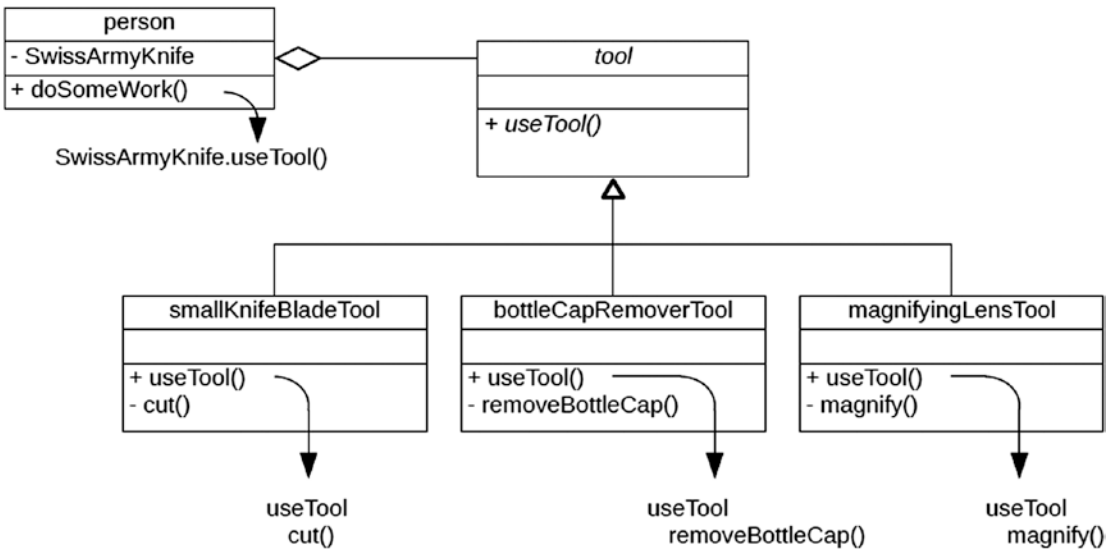 person
- SwissArmyKnife
+ doSomeWork()
SwissArmyKnife.useTool()
tool
+ useTool()
smallKnifeBladeTool
+ useTool()
- cut()
useTool
cut()
bottleCapRemoverTool
+ useTool()
- removeBottleCap()
useTool
removeBottleCap()
magnifyingLensTool
+ useTool()
- magnify()
useTool
magnify()